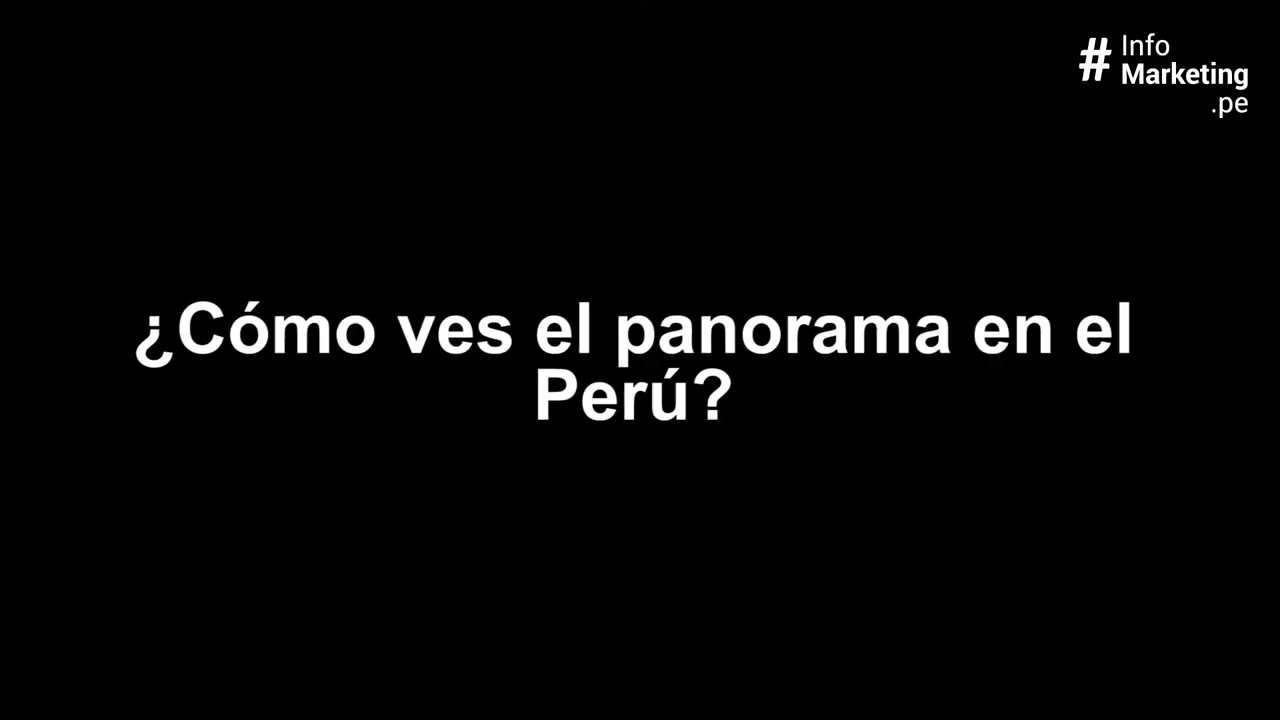 # Info
Marketing
.pe
¿Cómo ves el panorama en el
Perú?